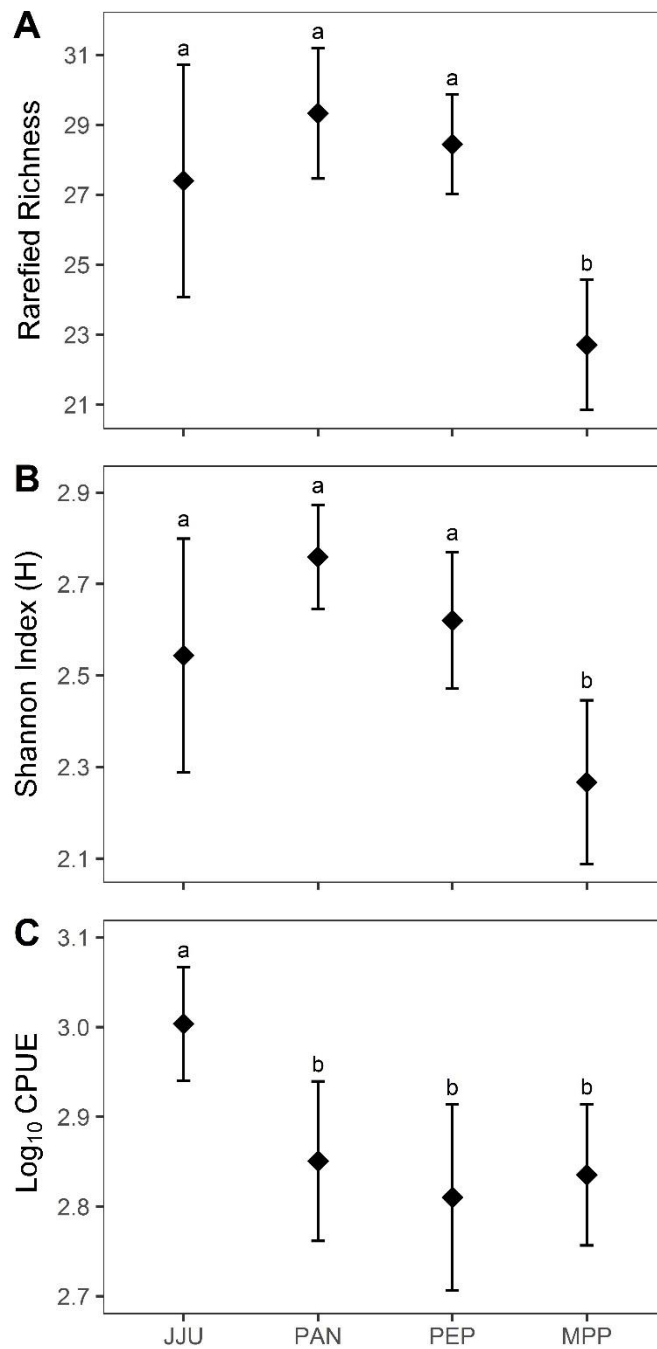 A
Rarefied Richness
31
29
27
25
23
21
a
a
a
b
B
Shannon Index (H)
2.9
2.7
2.5
2.3
2.1
a
a
a
b
C
Log₁₀ CPUE
3.1
3.0
2.9
2.8
2.7
a
b
b
b
JJU PAN PEP MPP